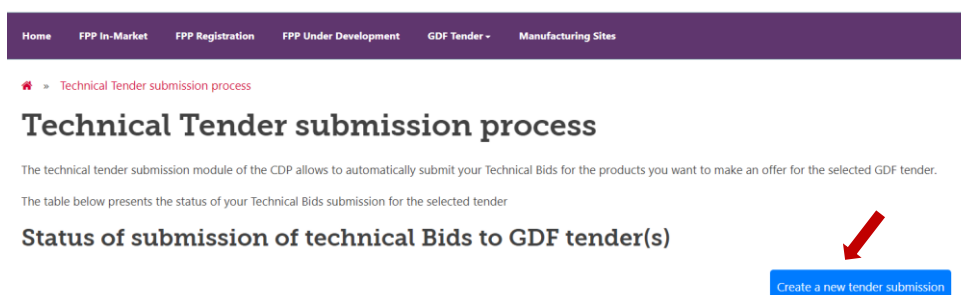 Home FPP In-Market FPP Registration FPP Under Development GDF Tender Manufacturing Sites
» Technical Tender submission process
Technical Tender submission process
The technical tender submission module of the CDP allows to automatically submit your Technical Bids for the products you want to make an offer for the selected GDF tender.
The table below presents the status of your Technical Bids submission for the selected tender
Status of submission of technical Bids to GDF tender(s)
Create a new tender submission